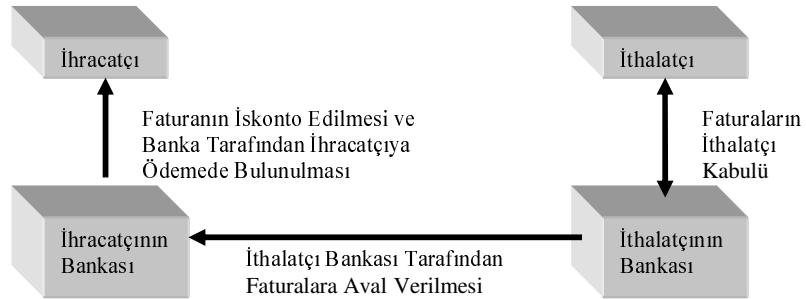 İhracatçı
İthalatçı
Faturanın İskonto Edilmesi ve
Banka Tarafından İhracatçıya
Ödemede Bulunulması
Faturaların
İthalatçı
Kabulü
İhracatçının
Bankası
İthalatçı Bankası Tarafından
Faturalara Aval Verilmesi
İthalatçının
Bankası